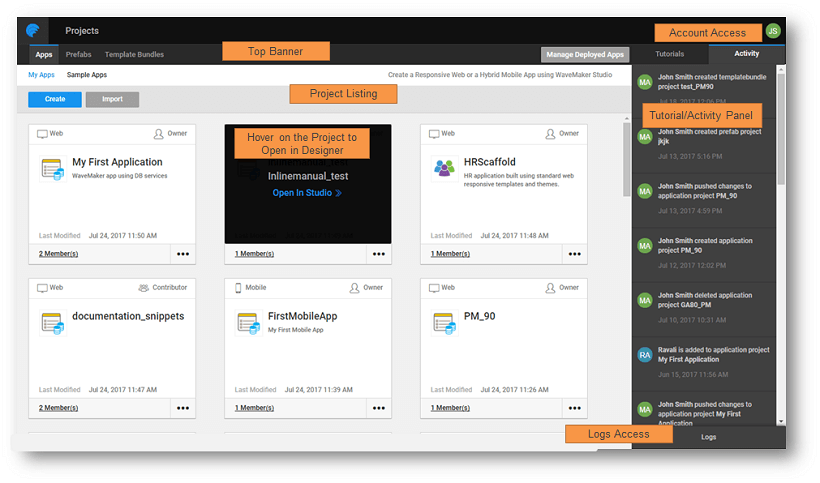 Projects
Account Access
JS
Apps
Prefabs
Template Bundles
Top Banner
Manage Deployed Apps
Tutorials
Activity
My Apps
Sample Apps
Create a Responsive Web or a Hybrid Mobile App using WaveMaker Studio
Create
Import
Project Listing
Web
Owner
My First Application
WaveMaker app using DB services
Last Modified Jul 24, 2017 11:50 AM
2 Member(s)
Hover on the Project to
Open in Designer
Inlinemanual_test
Open In Studio
1 Member(s)
Web
Owner
HRScaffold
HR application built using standard web
responsive templates and themes.
Last Modified Jul 24, 2017 11:48 AM
1 Member(s)
Web
Contributor
documentation_snippets
Last Modified Jul 24, 2017 11:47 AM
2 Member(s)
Mobile
Owner
FirstMobileApp
My First Mobile App
Last Modified Jul 24, 2017 11:39 AM
1 Member(s)
Web
Owner
PM_90
Last Modified Jul 24, 2017 11:26 AM
1 Member(s)
MA
John Smith created templatebundle
project test_PM90
Tutorial/Activity Panel
MA
John Smith created prefab project
jkjk
Jul 13, 2017 5:16 PM
MA
John Smith pushed changes to
application project PM_90
Jul 13, 2017 4:59 PM
MA
John Smith created application
project PM_90
Jul 12, 2017 12:02 PM
MA
John Smith deleted application
project GA80_PM
Jul 10, 2017 10:31 AM
RA
Ravali is added to application project
My First Application
Jun 15, 2017 11:56 AM
MA
John Smith pushed changes to
application project My First
Application
Logs Access
Logs